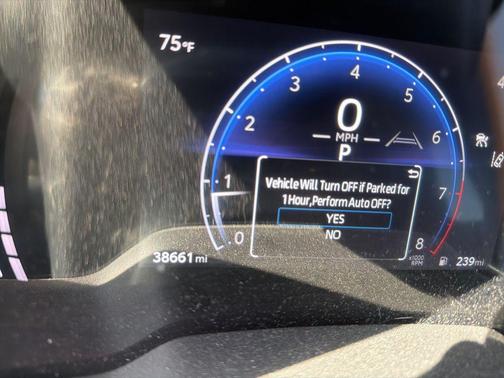 75°F
4
4
3
5
0
2
6
MPH
P
Vehicle Will Turn OFF if Parked for
1 Hour,Perform Auto OFF?
1
7
YES
NO
0
8
x1000
RPM
38661 mi
239 mi